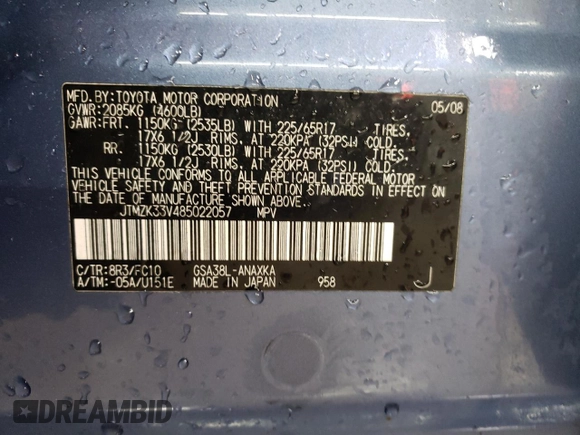 MFD.BY:TOYOTA MOTOR CORPORATION 05/08
GVWR:2085KG (4600LB)
GAWR:FRT. 1150KG (2535LB) WITH 225/65R17 TIRES,
17X6 1/2J RIMS, AT 220KPA (32PSI) COLD.
RR. 1150KG (2530LB) WITH 225/65R17 TIRES,
17X6 1/2J RIMS, AT 220KPA (32PSI) COLD.
THIS VEHICLE CONFORMS TO ALL APPLICABLE FEDERAL MOTOR
VEHICLE SAFETY AND THEFT PREVENTION STANDARDS IN EFFECT ON
THE DATE OF MANUFACTURE SHOWN ABOVE.
JTMZK33V485022057 MPV
C/TR:8R3/FC10 GSA38L-ANAXKA
A/TM:-05A/U151E MADE IN JAPAN 958 J
DREAMBID